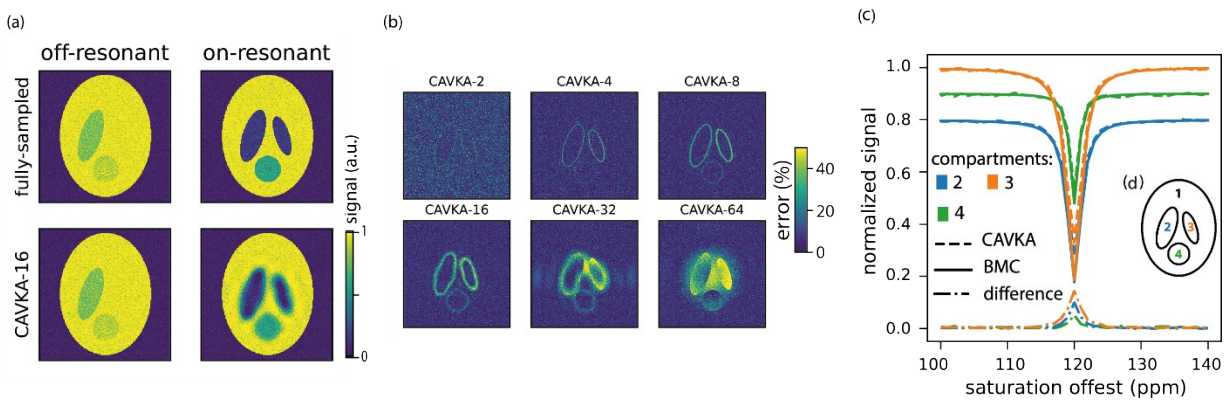 (a)
off-resonant on-resonant
fully-sampled
CAVKA-16
signal (a.u.)
1
0
(b)
CAVKA-2 CAVKA-4 CAVKA-8
CAVKA-16 CAVKA-32 CAVKA-64
error (%)
40
20
0
(c)
normalized signal
1.0
0.8
0.6
0.4
0.2
0.0
compartments:
2 3
4
CAVKA
BMC
difference
(d)
1
2 3
4
100 110 120 130 140
saturation offest (ppm)